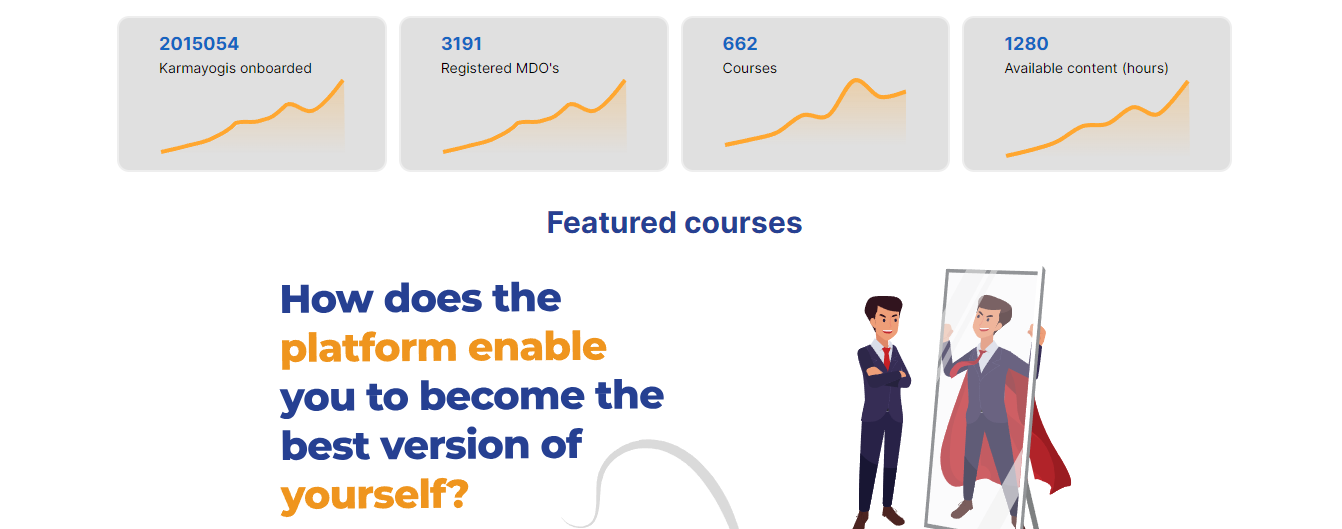 2015054
Karmayogis onboarded
3191
Registered MDO's
662
Courses
1280
Available content (hours)
Featured courses
How does the
platform enable
you to become the
best version of
yourself?